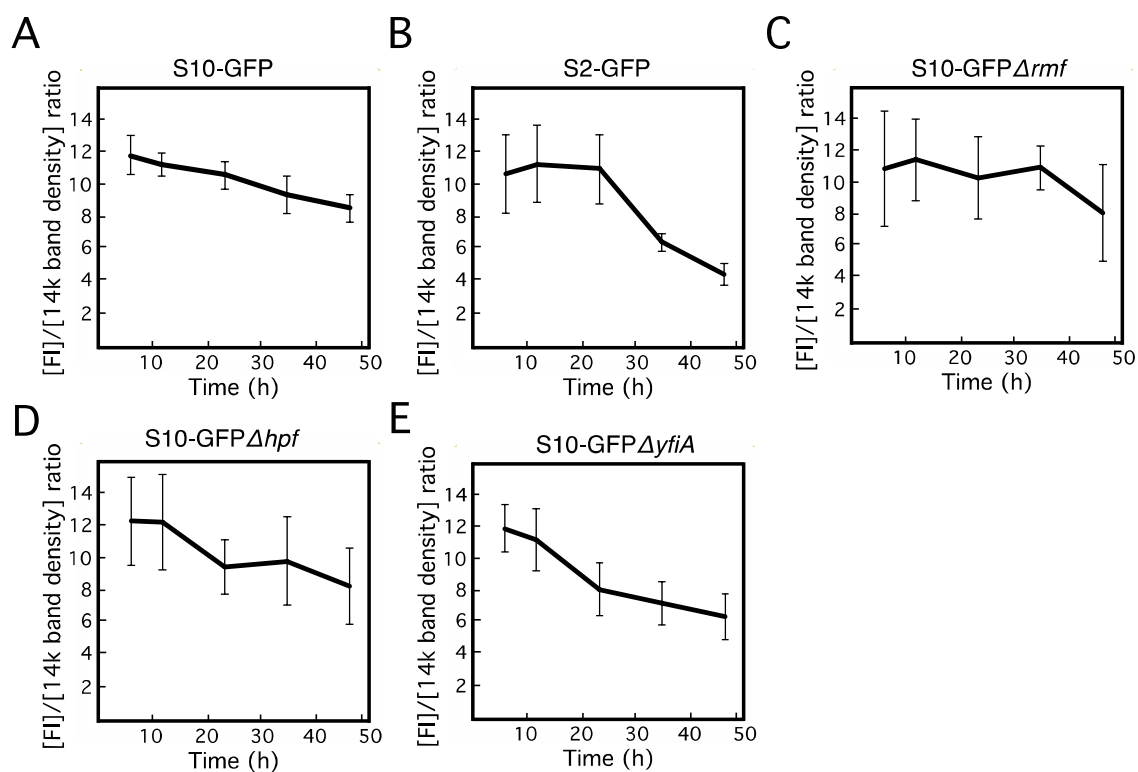 A
S10-GFP
[FI]/[14k band density] ratio
14
12
10
8
6
4
2
10 20 30 40 50
Time (h)
B
S2-GFP
[FI]/[14k band density] ratio
14
12
10
8
6
4
2
10 20 30 40 50
Time (h)
C
S10-GFPΔrmf
[FI]/[14k band density] ratio
14
12
10
8
6
4
2
10 20 30 40 50
Time (h)
D
S10-GFPΔhpf
[FI]/[14k band density] ratio
14
12
10
8
6
4
2
10 20 30 40 50
Time (h)
E
S10-GFPΔyfiA
[FI]/[14k band density] ratio
14
12
10
8
6
4
2
10 20 30 40 50
Time (h)